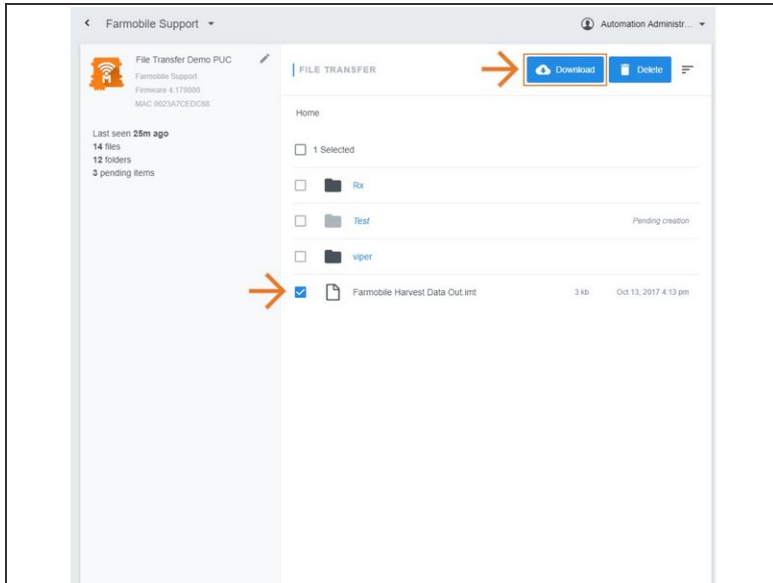 Farmobile Support
Automation Administr...
File Transfer Demo PUC
Farmobile Support
Firmware 4.170000
MAC 0023A7CEDC68
Last seen 25m ago
14 files
12 folders
3 pending items
FILE TRANSFER
Download
Delete
Home
1 Selected
Rx
Test
Pending creation
viper
Farmobile Harvest Data Out.imt
3 kb
Oct 13, 2017 4:13 pm